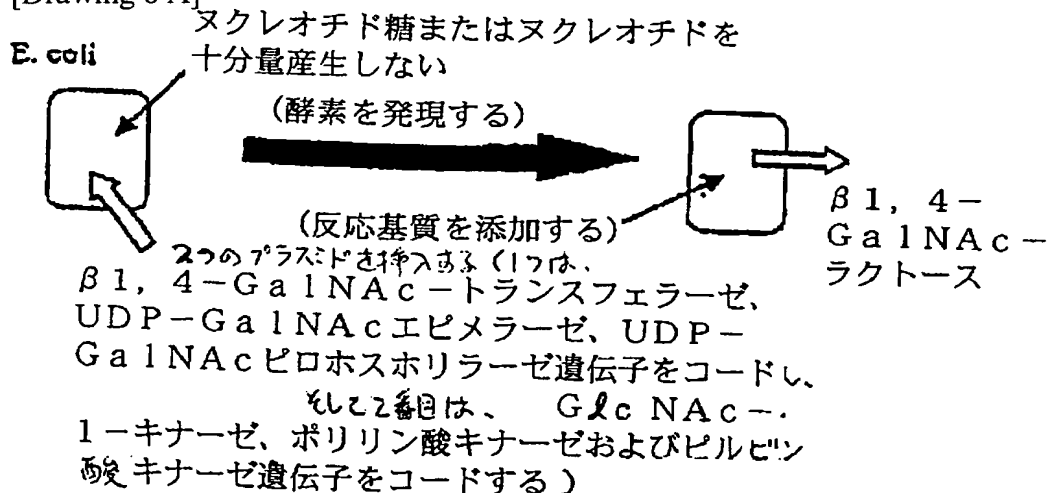 [Drawing 8 A]
ヌクレオチド糖またはヌクレオチドを
E. coli
十分量産生しない
(酵素を発現する)
(反応基質を添加する)
β1, 4-
GalNAc-
ラクトース
2つのプラスミドを挿入する(1つは、
β1, 4-GalNAc-トランスフェラーゼ、
UDP-GalNAcエピメラーゼ、UDP-
GalNAcピロホスホリラーゼ遺伝子をコードし、
そして2番目は、 GlcNAc-
1-キナーゼ、ポリリン酸キナーゼおよびピルビン
酸キナーゼ遺伝子をコードする)